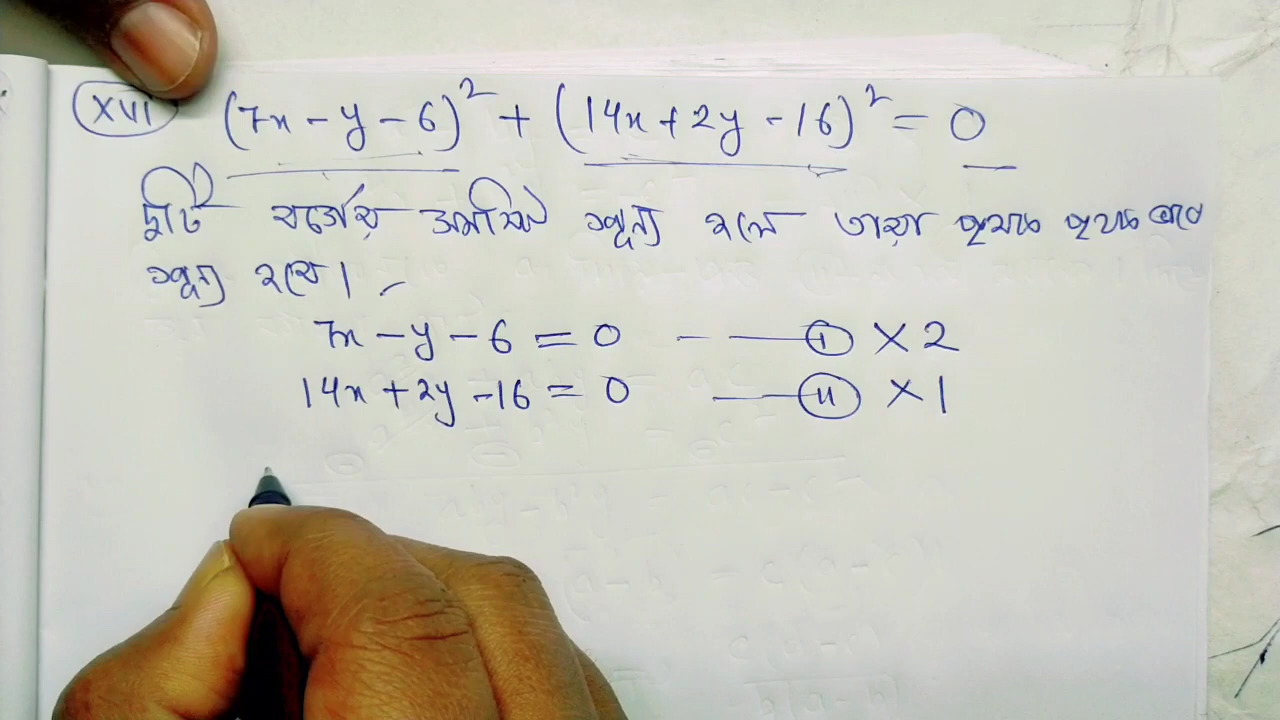 XVI (7x - y - 6)² + (14x + 2y - 16)² = 0
দুটি বর্গের সমষ্টি শূন্য হলে তারা পৃথক পৃথক ভাবে
শূন্য হবে।
7x - y - 6 = 0 — — I × 2
14x + 2y - 16 = 0 — II × 1